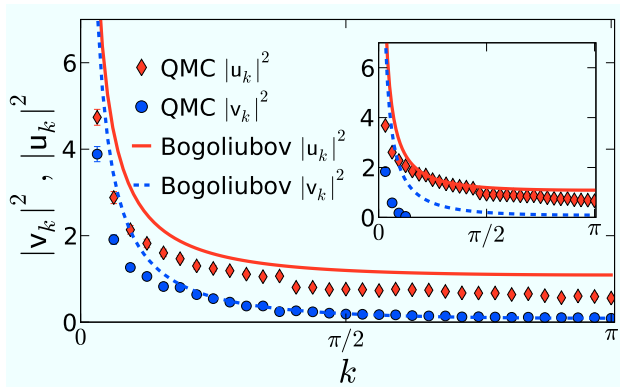 |v_k|^2 , |u_k|^2
6
4
2
0
0
π/2
π
k
QMC |u_k|^2
QMC |v_k|^2
Bogoliubov |u_k|^2
Bogoliubov |v_k|^2
6
4
2
0
0
π/2
π